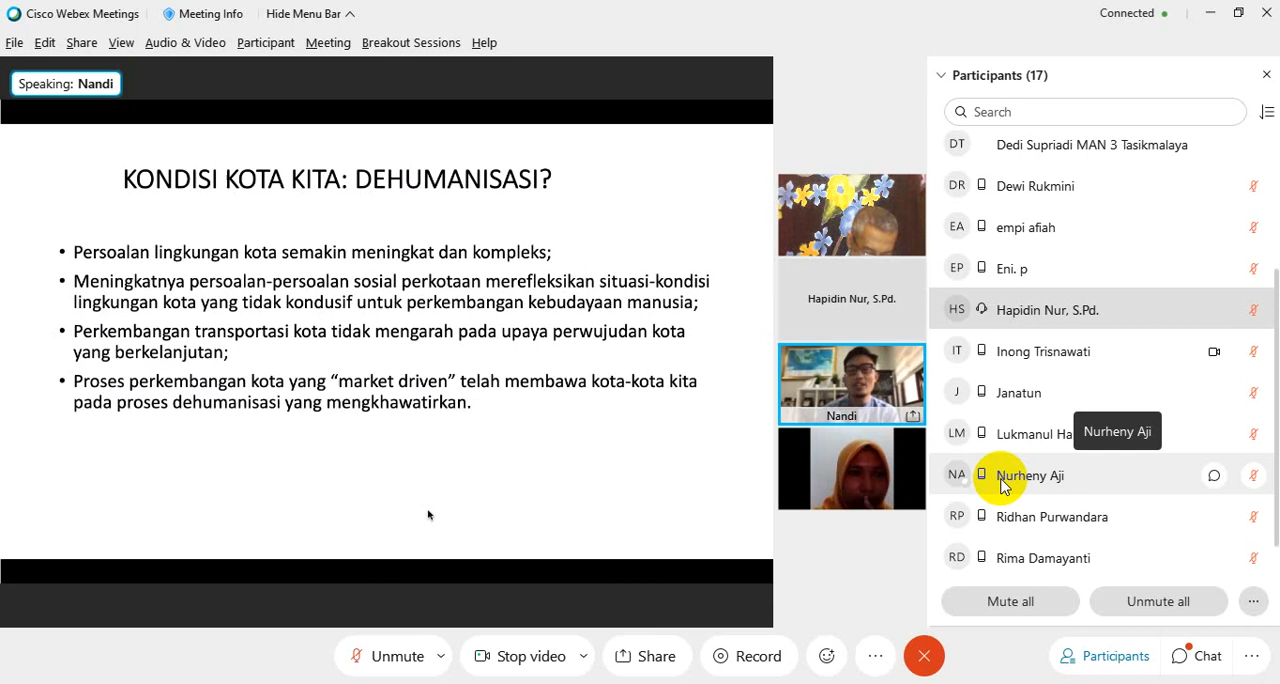 Cisco Webex Meetings Meeting Info Hide Menu Bar Connected
File Edit Share View Audio & Video Participant Meeting Breakout Sessions Help
Speaking: Nandi
KONDISI KOTA KITA: DEHUMANISASI?
• Persoalan lingkungan kota semakin meningkat dan kompleks;
• Meningkatnya persoalan-persoalan sosial perkotaan merefleksikan situasi-kondisi
lingkungan kota yang tidak kondusif untuk perkembangan kebudayaan manusia;
• Perkembangan transportasi kota tidak mengarah pada upaya perwujudan kota
yang berkelanjutan;
• Proses perkembangan kota yang “market driven” telah membawa kota-kota kita
pada proses dehumanisasi yang mengkhawatirkan.
Hapidin Nur, S.Pd.
Nandi
Participants (17)
Search
DT Dedi Supriadi MAN 3 Tasikmalaya
DR Dewi Rukmini
EA empi afiah
EP Eni. p
HS Hapidin Nur, S.Pd.
IT Inong Trisnawati
J Janatun
LM Lukmanul Ha
Nurheny Aji
NA Nurheny Aji
RP Ridhan Purwandara
RD Rima Damayanti
Mute all Unmute all
Unmute Stop video Share Record Participants Chat